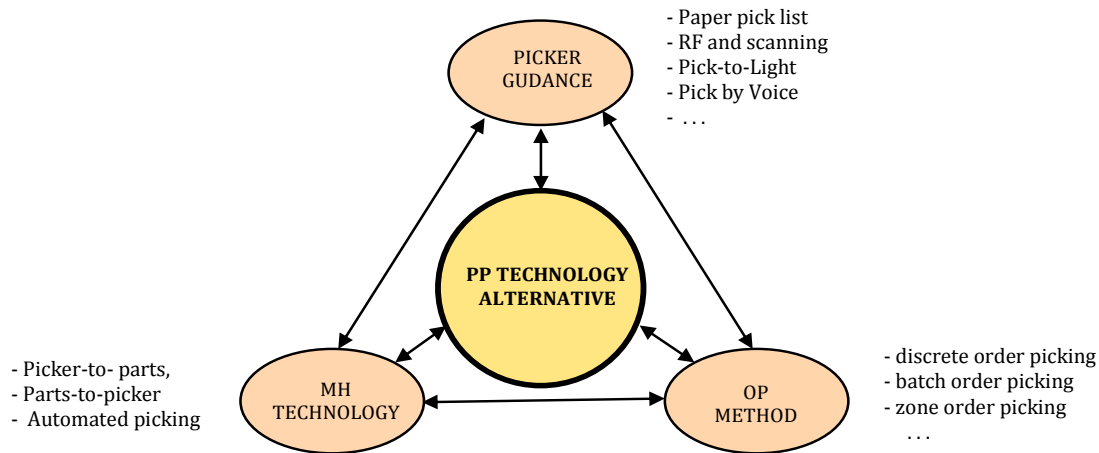 PICKER
GUDANCE
- Paper pick list
- RF and scanning
- Pick-to-Light
- Pick by Voice
- ...
PP TECHNOLOGY
ALTERNATIVE
- Picker-to- parts,
- Parts-to-picker
- Automated picking
MH
TECHNOLOGY
OP
METHOD
- discrete order picking
- batch order picking
- zone order picking
...